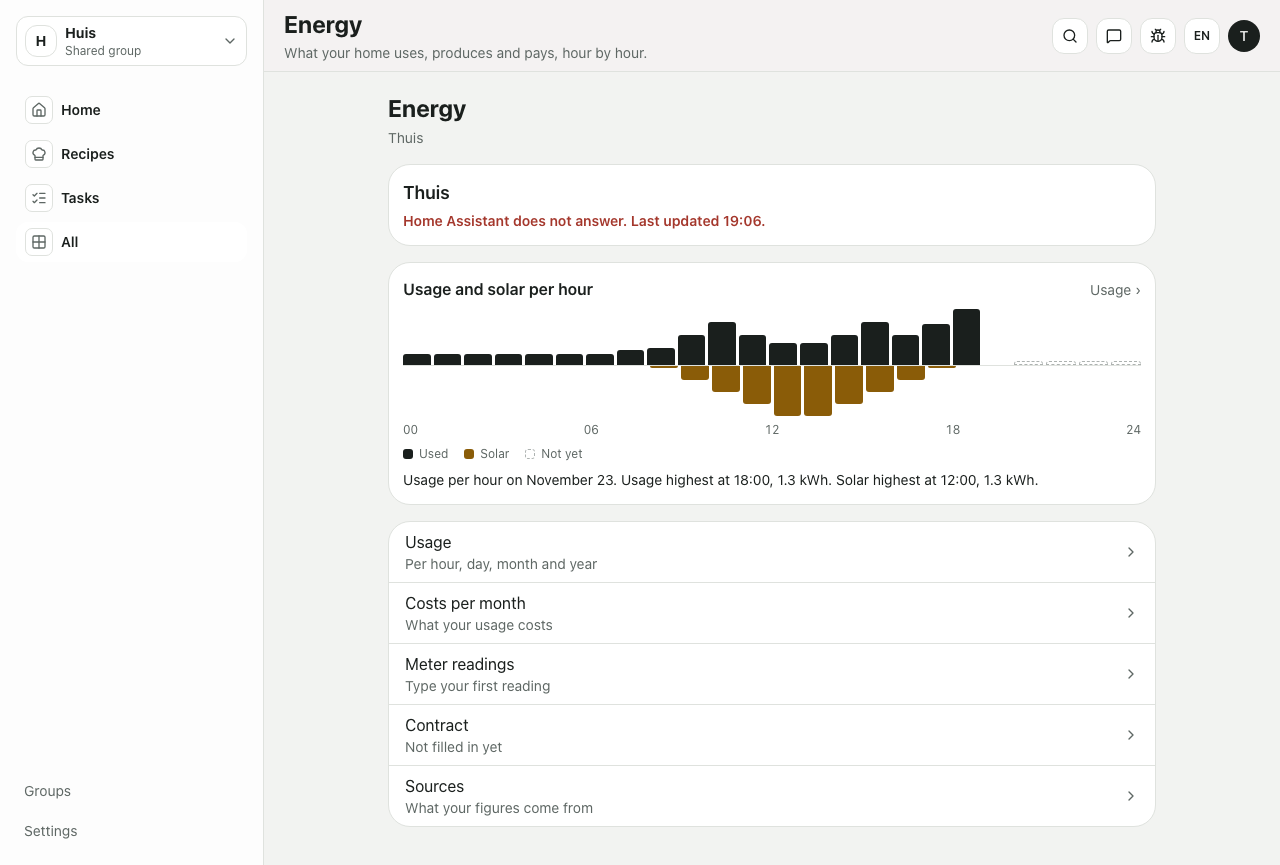 H
Huis
Shared group
Home
Recipes
Tasks
All
Groups
Settings
Energy
What your home uses, produces and pays, hour by hour.
EN
T
Energy
Thuis
Thuis
Home Assistant does not answer. Last updated 19:06.
Usage and solar per hour
Usage ›
00 06 12 18 24
Used Solar Not yet
Usage per hour on November 23. Usage highest at 18:00, 1.3 kWh. Solar highest at 12:00, 1.3 kWh.
Usage
Per hour, day, month and year
Costs per month
What your usage costs
Meter readings
Type your first reading
Contract
Not filled in yet
Sources
What your figures come from